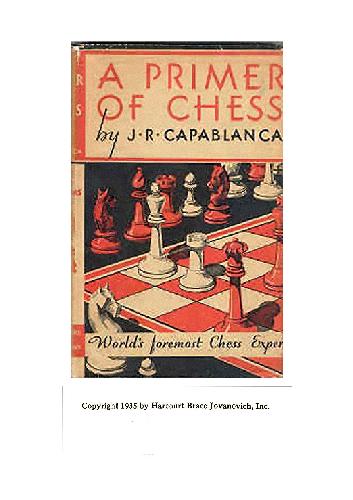 A PRIMER
OF CHESS
by J·R·CAPABLANCA
World's foremost Chess Exper
Copyright 1935 by Harcourt Brace Jovanovich, Inc.